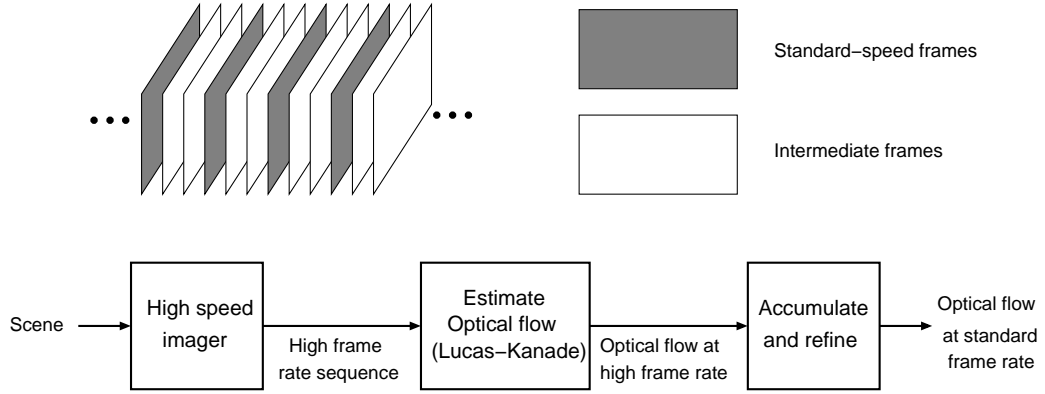 Standard–speed frames
Intermediate frames
Scene
High speed
imager
High frame
rate sequence
Estimate
Optical flow
(Lucas–Kanade)
Optical flow at
high frame rate
Accumulate
and refine
Optical flow
at standard
frame rate